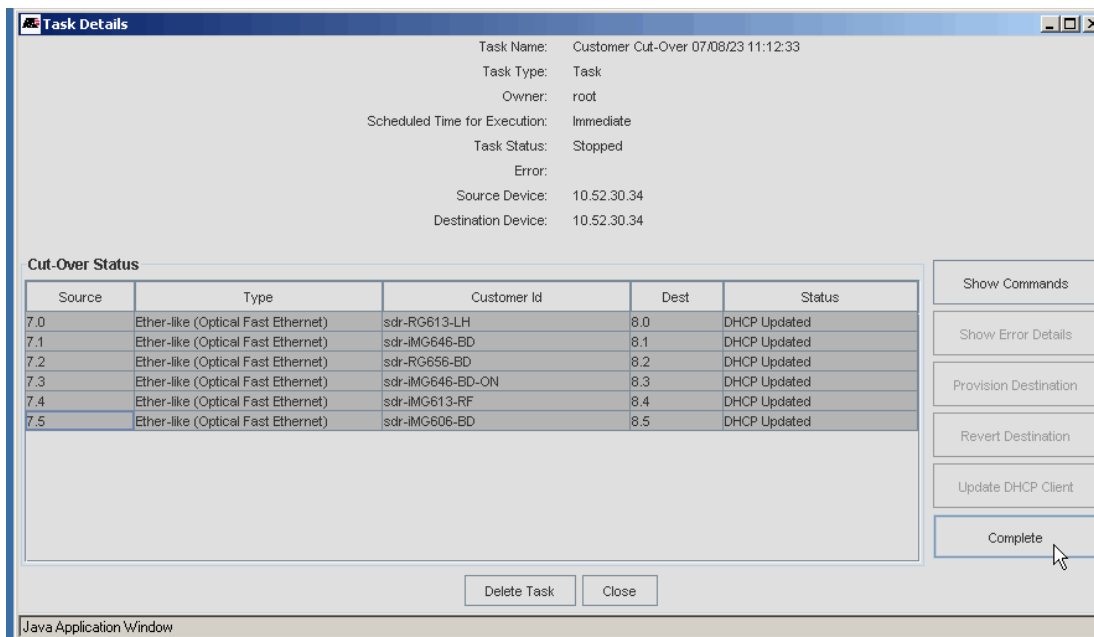 Task Details
Task Name: Customer Cut-Over 07/08/23 11:12:33
Task Type: Task
Owner: root
Scheduled Time for Execution: Immediate
Task Status: Stopped
Error:
Source Device: 10.52.30.34
Destination Device: 10.52.30.34
Cut-Over Status
Source Type Customer Id Dest Status
7.0 Ether-like (Optical Fast Ethernet) sdr-RG613-LH 8.0 DHCP Updated
7.1 Ether-like (Optical Fast Ethernet) sdr-iMG646-BD 8.1 DHCP Updated
7.2 Ether-like (Optical Fast Ethernet) sdr-RG656-BD 8.2 DHCP Updated
7.3 Ether-like (Optical Fast Ethernet) sdr-iMG646-BD-ON 8.3 DHCP Updated
7.4 Ether-like (Optical Fast Ethernet) sdr-iMG613-RF 8.4 DHCP Updated
7.5 Ether-like (Optical Fast Ethernet) sdr-iMG606-BD 8.5 DHCP Updated
Show Commands
Show Error Details
Provision Destination
Revert Destination
Update DHCP Client
Complete
Delete Task Close
Java Application Window